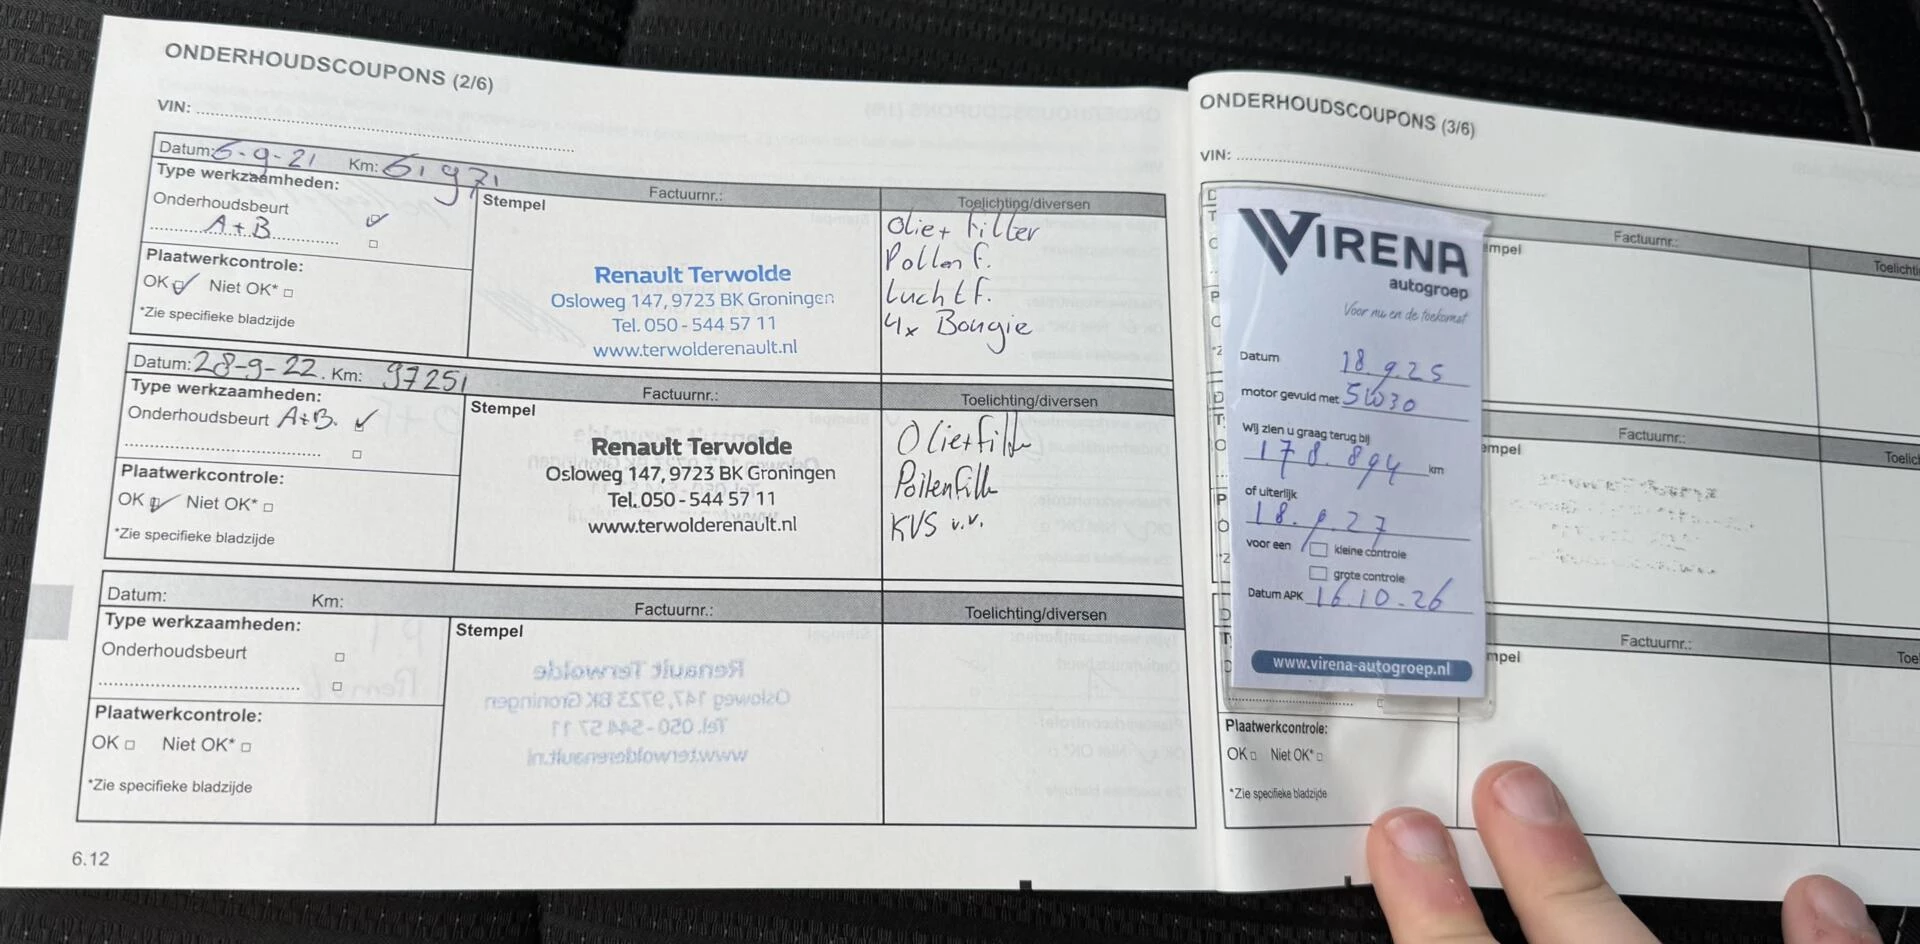 ONDERHOUDSCOUPONS (2/6)
VIN:
Datum: 6-9-21 Km: 61971 Factuurnr.: Toelichting/diversen
Type werkzaamheden:
Onderhoudsbeurt
A+B
Plaatwerkcontrole:
OK Niet OK*
*Zie specifieke bladzijde
Stempel
Renault Terwolde
Osloweg 147, 9723 BK Groningen
Tel. 050 - 544 57 11
www.terwolderenault.nl
Olie+ Filter
Pollen f.
Luchtf.
4x Bougie
Datum: 28-9-22. Km: 97251 Factuurnr.: Toelichting/diversen
Type werkzaamheden:
Onderhoudsbeurt A+B.
Plaatwerkcontrole:
OK Niet OK*
*Zie specifieke bladzijde
Stempel
Renault Terwolde
Osloweg 147, 9723 BK Groningen
Tel. 050 - 544 57 11
www.terwolderenault.nl
KVS v.v.
Datum: Km: Factuurnr.: Toelichting/diversen
Type werkzaamheden:
Onderhoudsbeurt
Plaatwerkcontrole:
OK Niet OK*
*Zie specifieke bladzijde
Stempel
6.12
ONDERHOUDSCOUPONS (3/6)
VIN:
Factuurnr.:
Toelichti
empel
VIRENA
autogroep
Voor nu en de toekomst
Datum 18.9.25
motor gevuld met 5W30
Wij zien u graag terug bij
178.894 km
of uiterlijk
18.9.27
voor een kleine controle
grote controle
Datum APK 16.10.26
www.virena-autogroep.nl
Factuurnr.:
Toelic
empel
Factuurnr.:
Toe
mpel
Plaatwerkcontrole:
OK Niet OK*
*Zie specifieke bladzijde